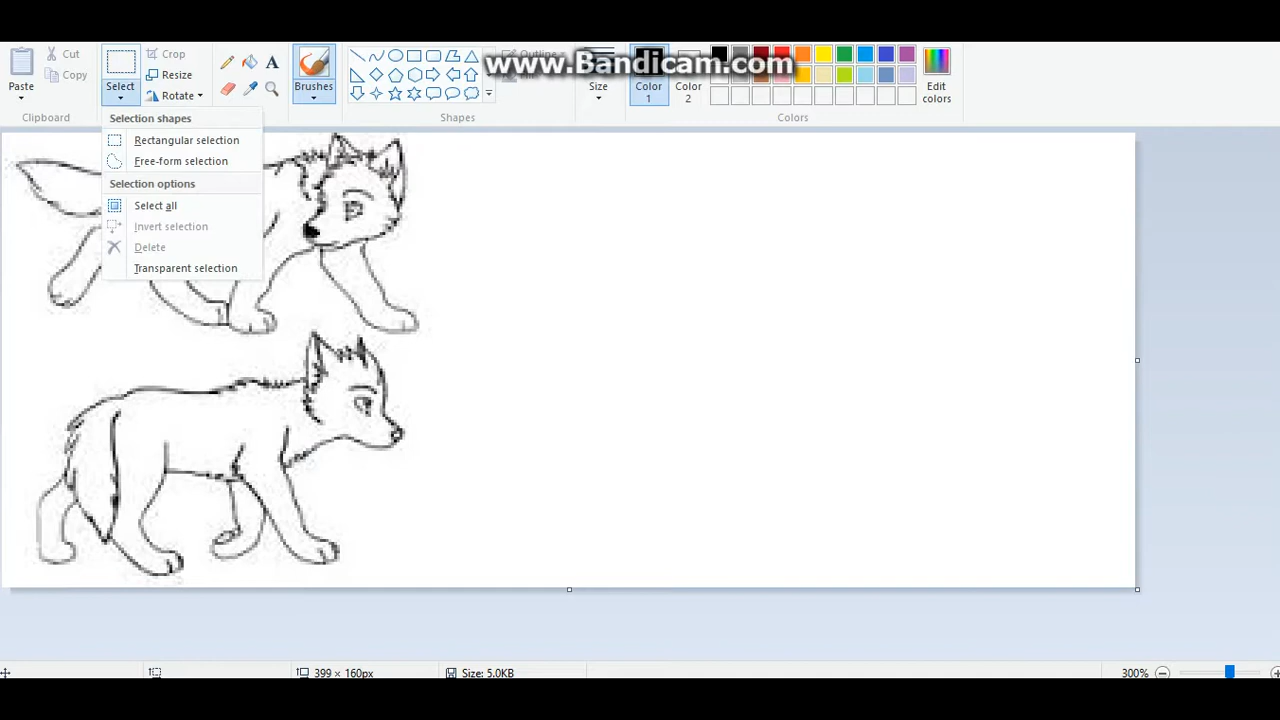 www.Bandicam.com
Cut
Copy
Paste
Clipboard
Select
Crop
Resize
Rotate
A
Brushes
Outline
Shapes
Size
Color 1
Color 2
Edit colors
Colors
Selection shapes
Rectangular selection
Free-form selection
Selection options
Select all
Invert selection
Delete
Transparent selection
399 × 160px
Size: 5.0KB
300%